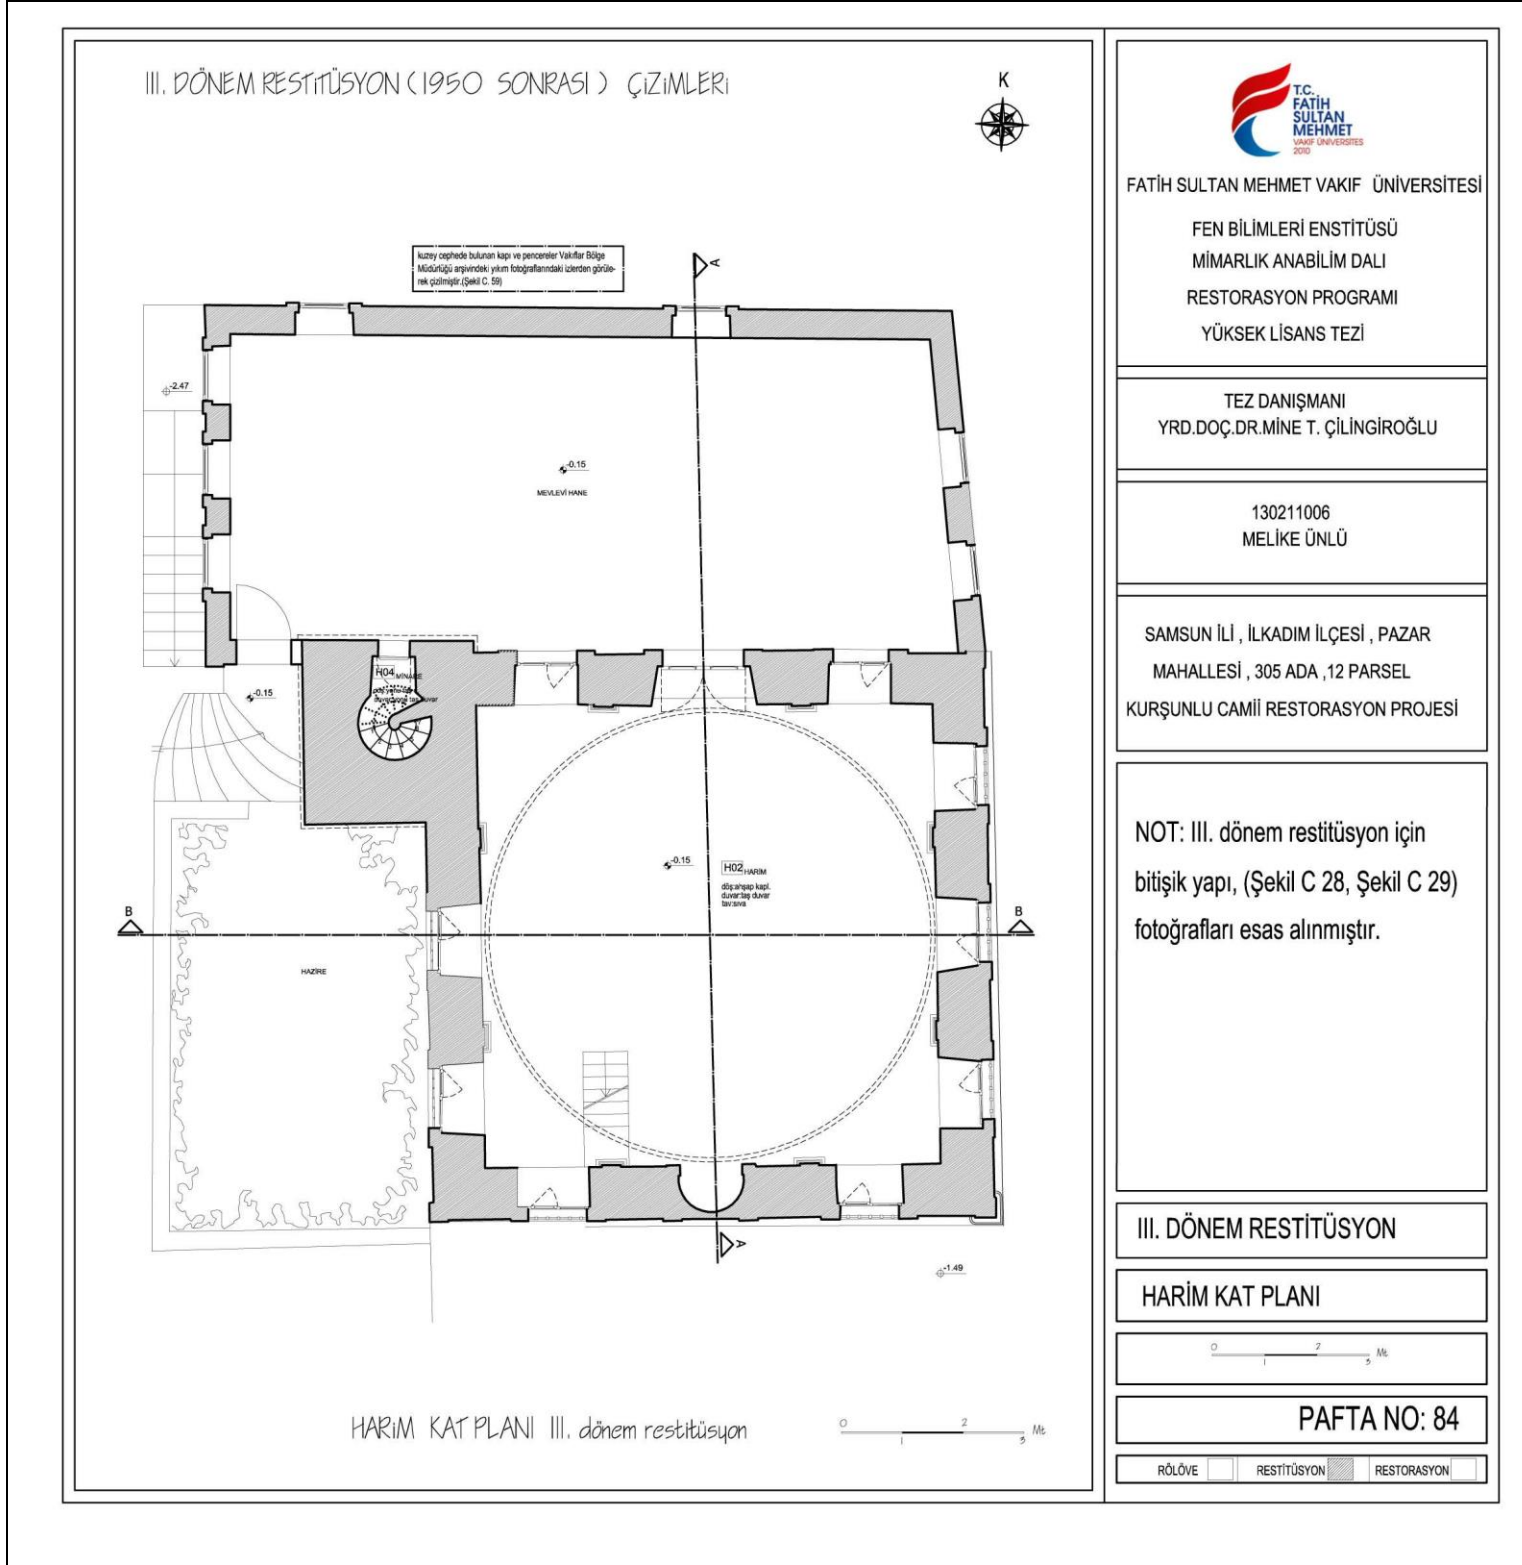 III. DÖNEM RESTİTÜSYON (1950 SONRASI) ÇİZİMLERİ
K
kuzey cephede bulunan kapı ve pencereler Vakıflar Bölge
Müdürlüğü arşivindeki yıkım fotoğraflarındaki izlerden görüle-
rek çizilmiştir.(Şekil C. 59)
A
-2.47
-0.15
MEVLEVİ HANE
H04 MİNARE
-0.15
-0.15
H02 HARİM
döş:ahşap kapl.
duvar:taş duvar
tav:sıva
B
B
HAZİRE
A
-1.49
HARİM KAT PLANI III. dönem restitüsyon
0 1 2 3 Mt
T.C.
FATİH
SULTAN
MEHMET
VAKIF ÜNİVERSİTES
2010
FATİH SULTAN MEHMET VAKIF ÜNİVERSİTESİ
FEN BİLİMLERİ ENSTİTÜSÜ
MİMARLIK ANABİLİM DALI
RESTORASYON PROGRAMI
YÜKSEK LİSANS TEZİ
TEZ DANIŞMANI
YRD.DOÇ.DR.MİNE T. ÇİLİNGİROĞLU
130211006
MELİKE ÜNLÜ
SAMSUN İLİ , İLKADIM İLÇESİ , PAZAR
MAHALLESİ , 305 ADA ,12 PARSEL
KURŞUNLU CAMİİ RESTORASYON PROJESİ
NOT: III. dönem restitüsyon için
bitişik yapı, (Şekil C 28, Şekil C 29)
fotoğrafları esas alınmıştır.
III. DÖNEM RESTİTÜSYON
HARİM KAT PLANI
0 1 2 3 Mt
PAFTA NO: 84
RÖLÖVE RESTİTÜSYON RESTORASYON